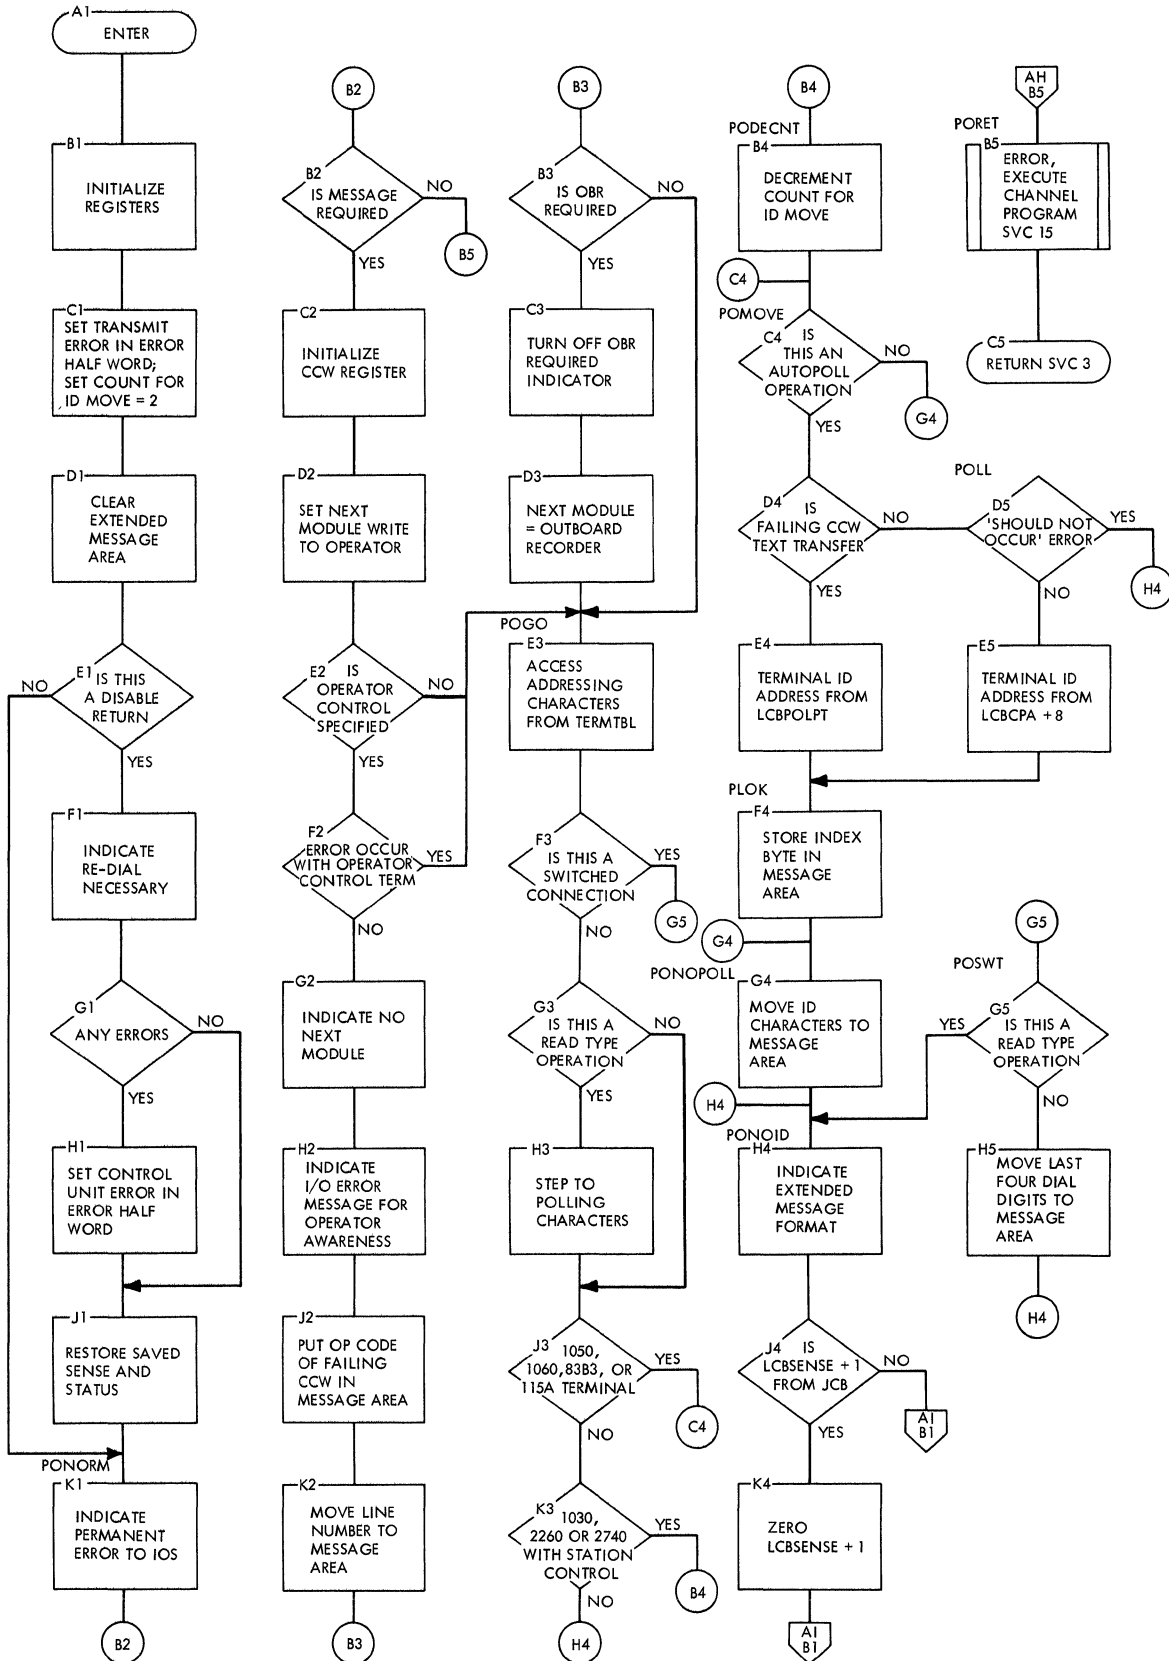 A1
ENTER
B1
INITIALIZE
REGISTERS
C1
SET TRANSMIT
ERROR IN ERROR
HALF WORD;
SET COUNT FOR
ID MOVE = 2
D1
CLEAR
EXTENDED
MESSAGE
AREA
E1
IS THIS
A DISABLE
RETURN
NO
YES
F1
INDICATE
RE-DIAL
NECESSARY
G1
ANY ERRORS
NO
YES
H1
SET CONTROL
UNIT ERROR IN
ERROR HALF
WORD
J1
RESTORE SAVED
SENSE AND
STATUS
PONORM
K1
INDICATE
PERMANENT
ERROR TO IOS
B2
B2
B2
IS MESSAGE
REQUIRED
NO
B5
YES
C2
INITIALIZE
CCW REGISTER
D2
SET NEXT
MODULE WRITE
TO OPERATOR
E2
IS
OPERATOR
CONTROL
SPECIFIED
NO
YES
F2
ERROR OCCUR
WITH OPERATOR
CONTROL TERM
YES
NO
G2
INDICATE NO
NEXT
MODULE
H2
INDICATE
I/O ERROR
MESSAGE FOR
OPERATOR
AWARENESS
J2
PUT OP CODE
OF FAILING
CCW IN
MESSAGE AREA
K2
MOVE LINE
NUMBER TO
MESSAGE
AREA
B3
B3
B3
IS OBR
REQUIRED
NO
YES
C3
TURN OFF OBR
REQUIRED
INDICATOR
D3
NEXT MODULE
= OUTBOARD
RECORDER
POGO
E3
ACCESS
ADDRESSING
CHARACTERS
FROM TERMTBL
F3
IS THIS A
SWITCHED
CONNECTION
YES
G5
NO
G3
IS THIS A
READ TYPE
OPERATION
NO
YES
H3
STEP TO
POLLING
CHARACTERS
J3
1050,
1060,83B3, OR
115A TERMINAL
YES
C4
NO
K3
1030,
2260 OR 2740
WITH STATION
CONTROL
YES
B4
NO
H4
B4
PODECNT
B4
DECREMENT
COUNT FOR
ID MOVE
C4
POMOVE
C4
IS
THIS AN
AUTOPOLL
OPERATION
NO
G4
YES
D4
IS
FAILING CCW
TEXT TRANSFER
NO
YES
E4
TERMINAL ID
ADDRESS FROM
LCBPOLPT
PLOK
F4
STORE INDEX
BYTE IN
MESSAGE
AREA
G4
PONOPOLL
G4
MOVE ID
CHARACTERS TO
MESSAGE
AREA
H4
PONOID
H4
INDICATE
EXTENDED
MESSAGE
FORMAT
J4
IS
LCBSENSE + 1
FROM JCB
NO
AI
B1
YES
K4
ZERO
LCBSENSE + 1
AI
B1
AH
B5
PORET
B5
ERROR,
EXECUTE
CHANNEL
PROGRAM
SVC 15
C5
RETURN SVC 3
POLL
D5
'SHOULD NOT
OCCUR' ERROR
YES
H4
NO
E5
TERMINAL ID
ADDRESS FROM
LCBCPA + 8
G5
POSWT
G5
IS THIS A
READ TYPE
OPERATION
YES
NO
H5
MOVE LAST
FOUR DIAL
DIGITS TO
MESSAGE
AREA
H4